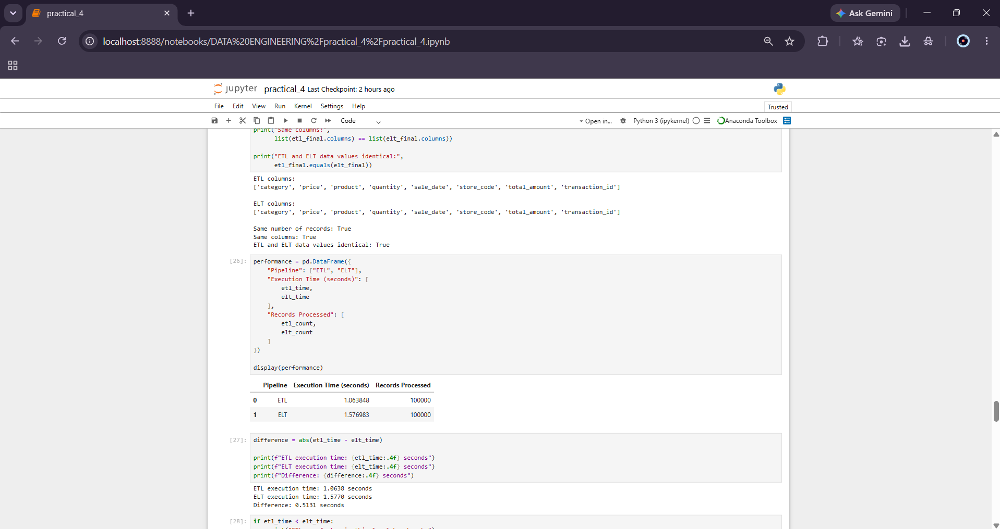 practical_4
Ask Gemini
localhost:8888/notebooks/DATA%20ENGINEERING%2Fpractical_4%2Fpractical_4.ipynb
jupyter practical_4 Last Checkpoint: 2 hours ago
File Edit View Run Kernel Settings Help
Trusted
Code
Open in...
Python 3 (ipykernel)
Anaconda Toolbox
print("Same columns:",
list(etl_final.columns) == list(elt_final.columns))
print("ETL and ELT data values identical:",
etl_final.equals(elt_final))
ETL columns:
['category', 'price', 'product', 'quantity', 'sale_date', 'store_code', 'total_amount', 'transaction_id']
ELT columns:
['category', 'price', 'product', 'quantity', 'sale_date', 'store_code', 'total_amount', 'transaction_id']
Same number of records: True
Same columns: True
ETL and ELT data values identical: True
[26]: performance = pd.DataFrame({
"Pipeline": ["ETL", "ELT"],
"Execution Time (seconds)": [
etl_time,
elt_time
],
"Records Processed": [
etl_count,
elt_count
]
})
display(performance)
Pipeline Execution Time (seconds) Records Processed
0 ETL 1.063848 100000
1 ELT 1.576983 100000
[27]: difference = abs(etl_time - elt_time)
print(f"ETL execution time: {etl_time:.4f} seconds")
print(f"ELT execution time: {elt_time:.4f} seconds")
print(f"Difference: {difference:.4f} seconds")
ETL execution time: 1.0638 seconds
ELT execution time: 1.5770 seconds
Difference: 0.5131 seconds
[28]: if etl_time < elt_time: